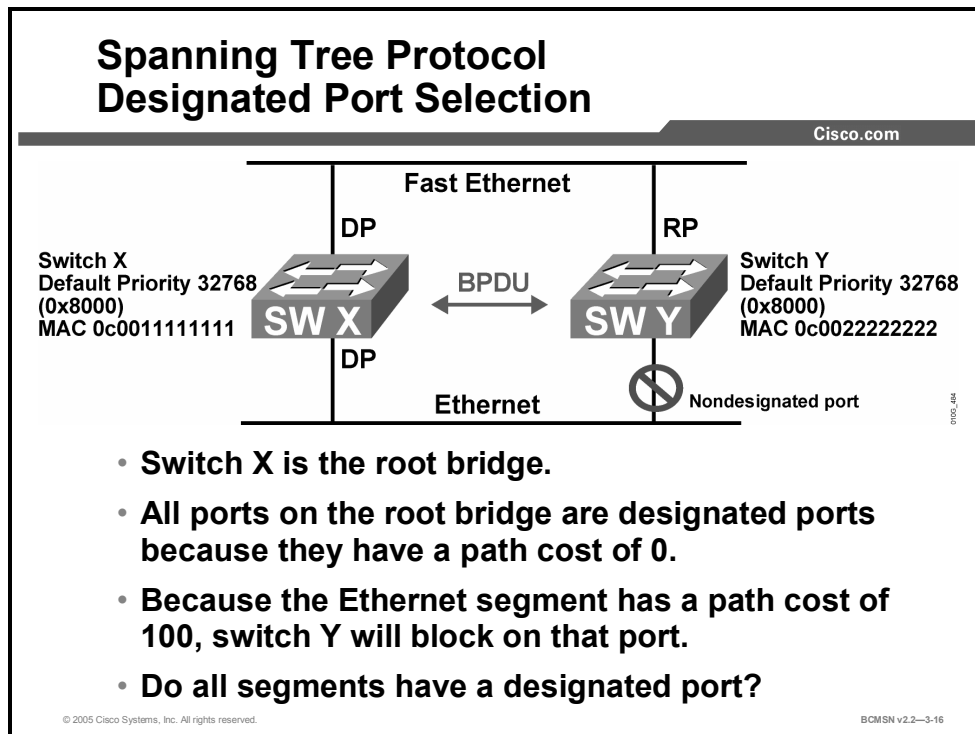 Spanning Tree Protocol
Designated Port Selection
Cisco.com
Fast Ethernet
DP
RP
Switch X
Default Priority 32768
(0x8000)
MAC 0c0011111111
SW X
BPDU
SW Y
Switch Y
Default Priority 32768
(0x8000)
MAC 0c0022222222
DP
Ethernet
Nondesignated port
010G_484
• Switch X is the root bridge.
• All ports on the root bridge are designated ports
because they have a path cost of 0.
• Because the Ethernet segment has a path cost of
100, switch Y will block on that port.
• Do all segments have a designated port?
© 2005 Cisco Systems, Inc. All rights reserved.
BCMSN v2.2—3-16